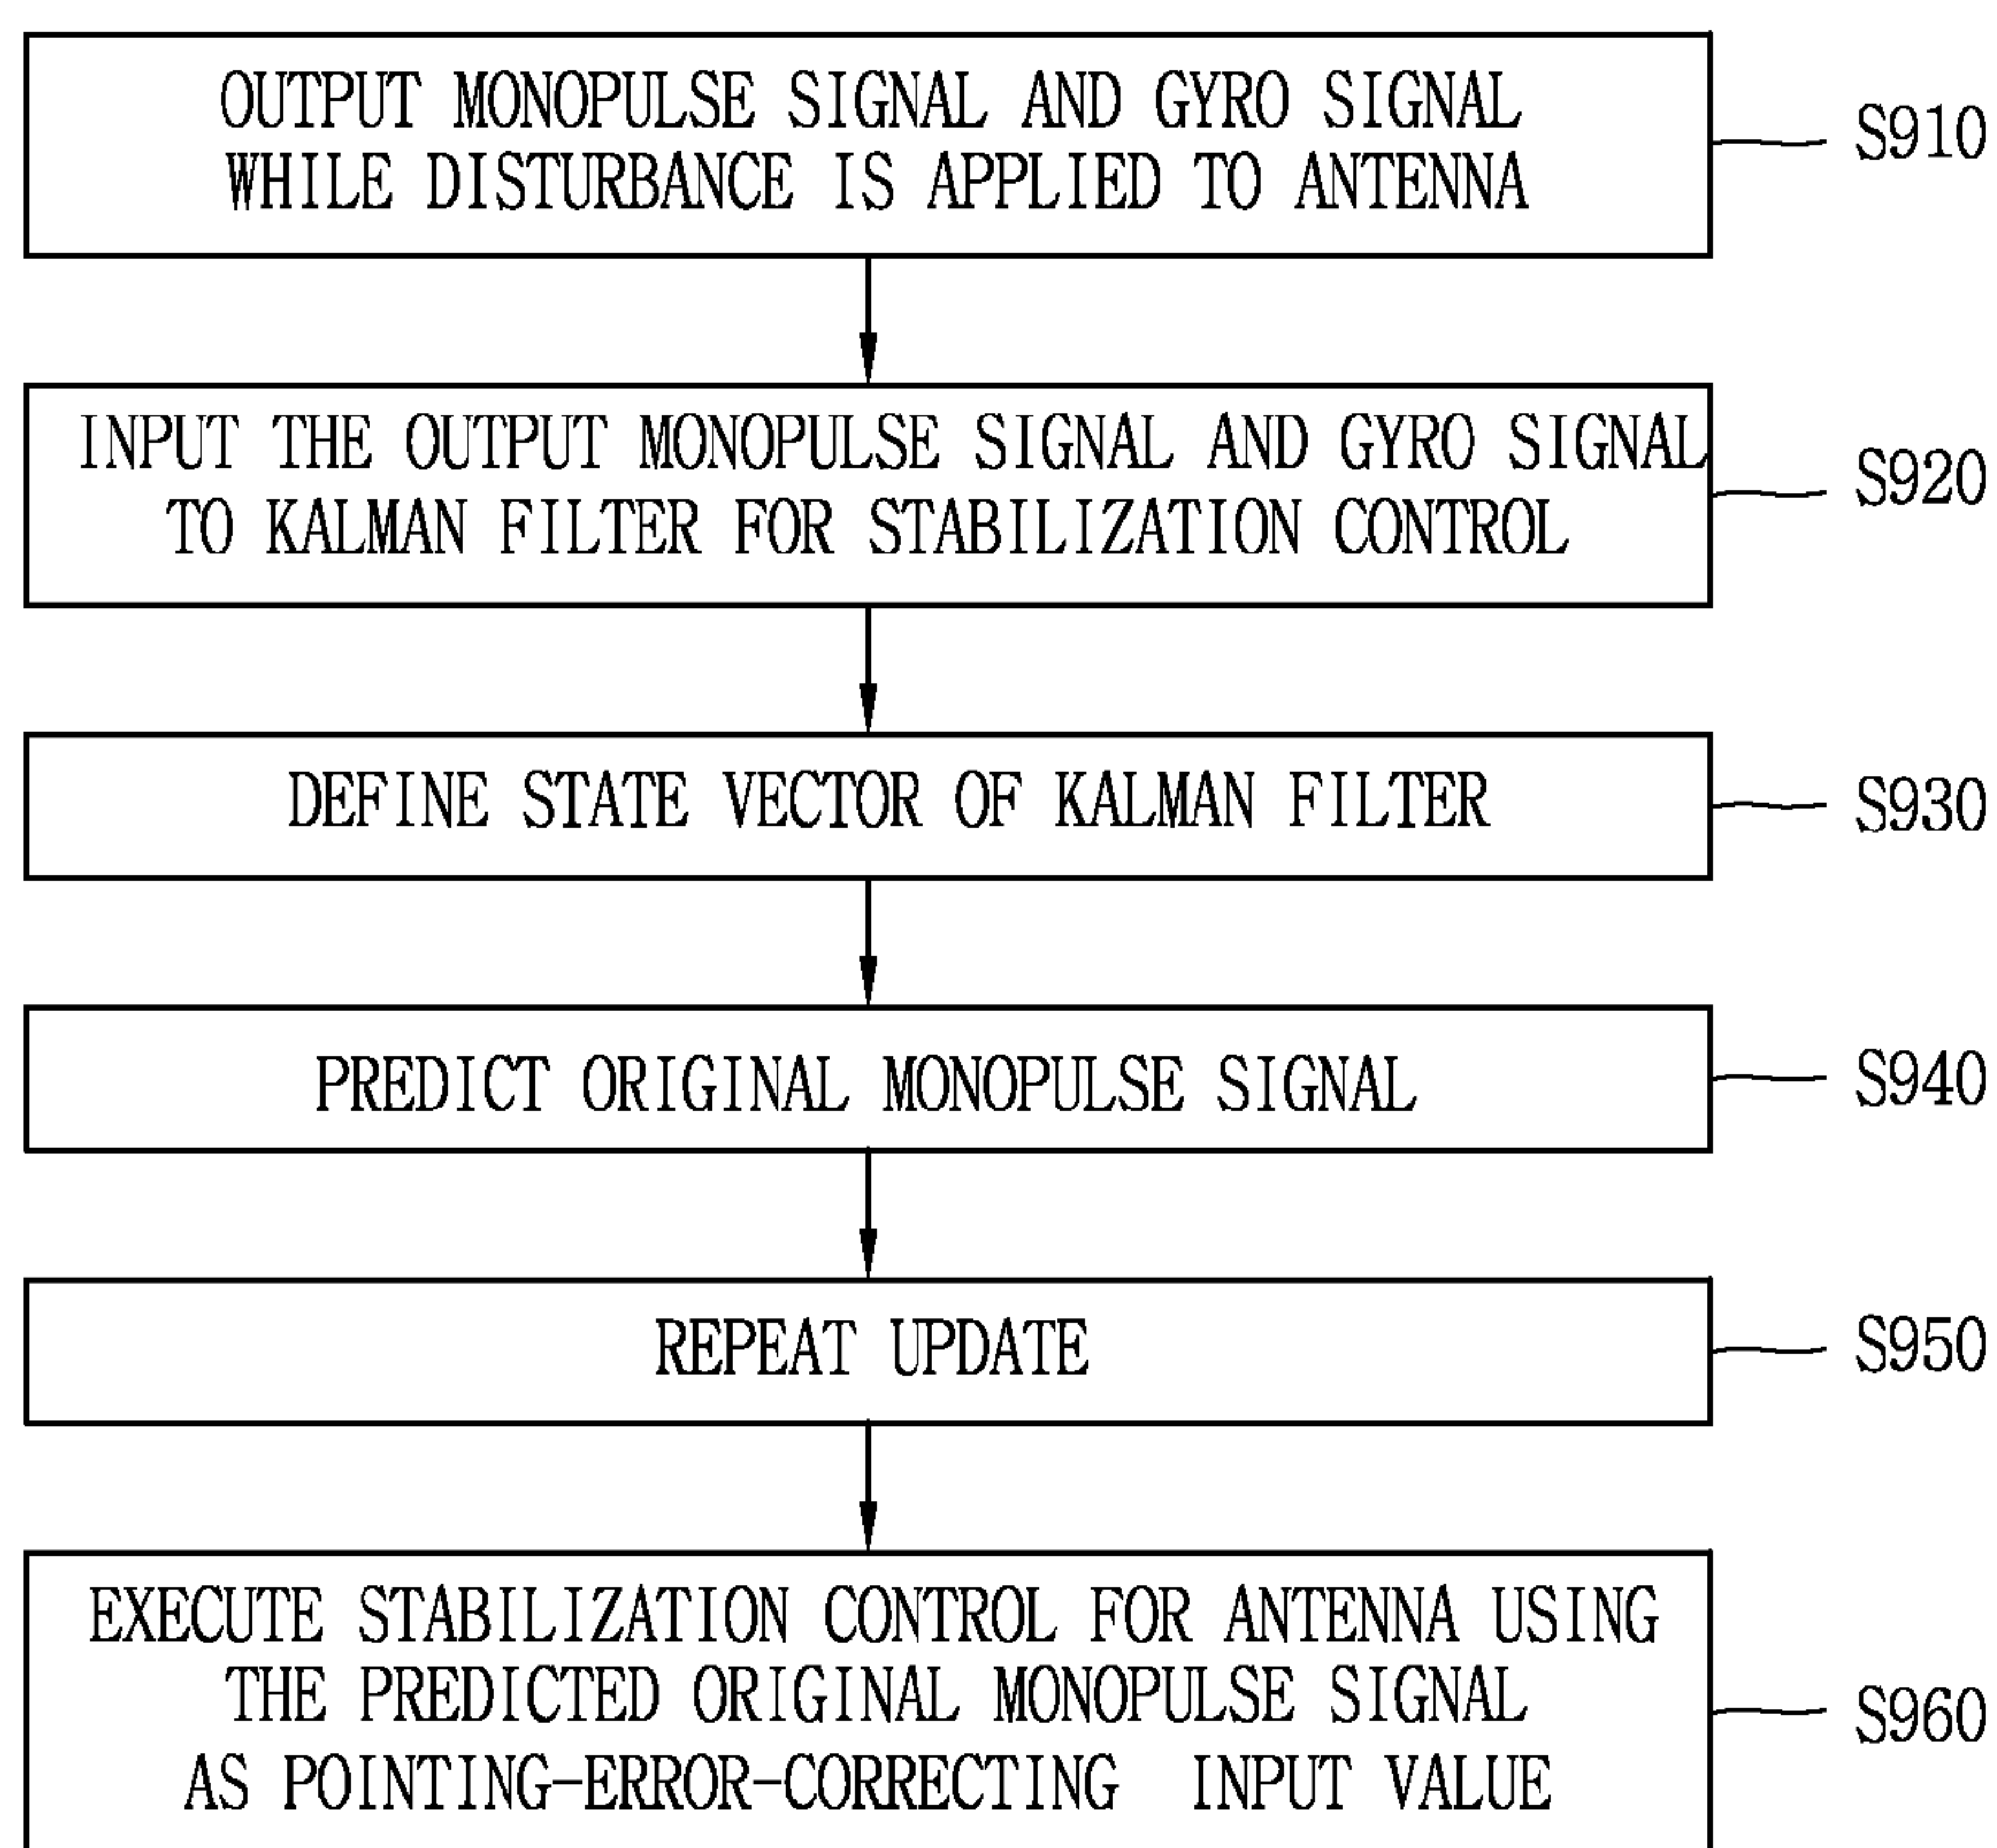 OUTPUT MONOPULSE SIGNAL AND GYRO SIGNAL
WHILE DISTURBANCE IS APPLIED TO ANTENNA
S910
INPUT THE OUTPUT MONOPULSE SIGNAL AND GYRO SIGNAL
TO KALMAN FILTER FOR STABILIZATION CONTROL
S920
DEFINE STATE VECTOR OF KALMAN FILTER
S930
PREDICT ORIGINAL MONOPULSE SIGNAL
S940
REPEAT UPDATE
S950
EXECUTE STABILIZATION CONTROL FOR ANTENNA USING
THE PREDICTED ORIGINAL MONOPULSE SIGNAL
AS POINTING-ERROR-CORRECTING INPUT VALUE
S960